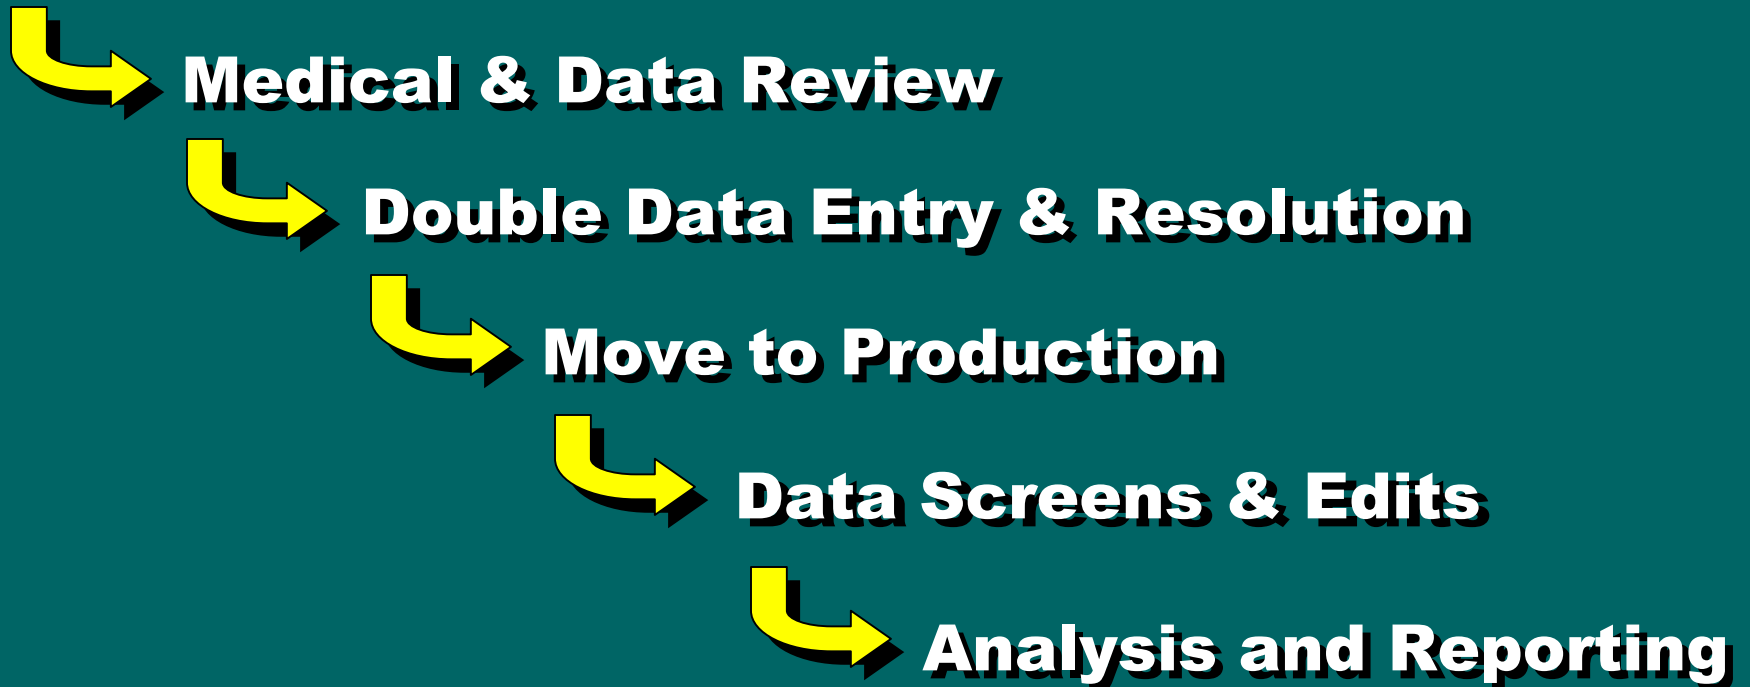 Medical & Data Review
Double Data Entry & Resolution
Move to Production
Data Screens & Edits
Analysis and Reporting